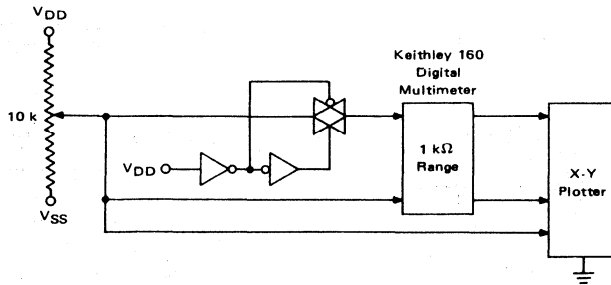 VDD
10 k
VSS
VDD
Keithley 160
Digital
Multimeter
1 kΩ
Range
X-Y
Plotter